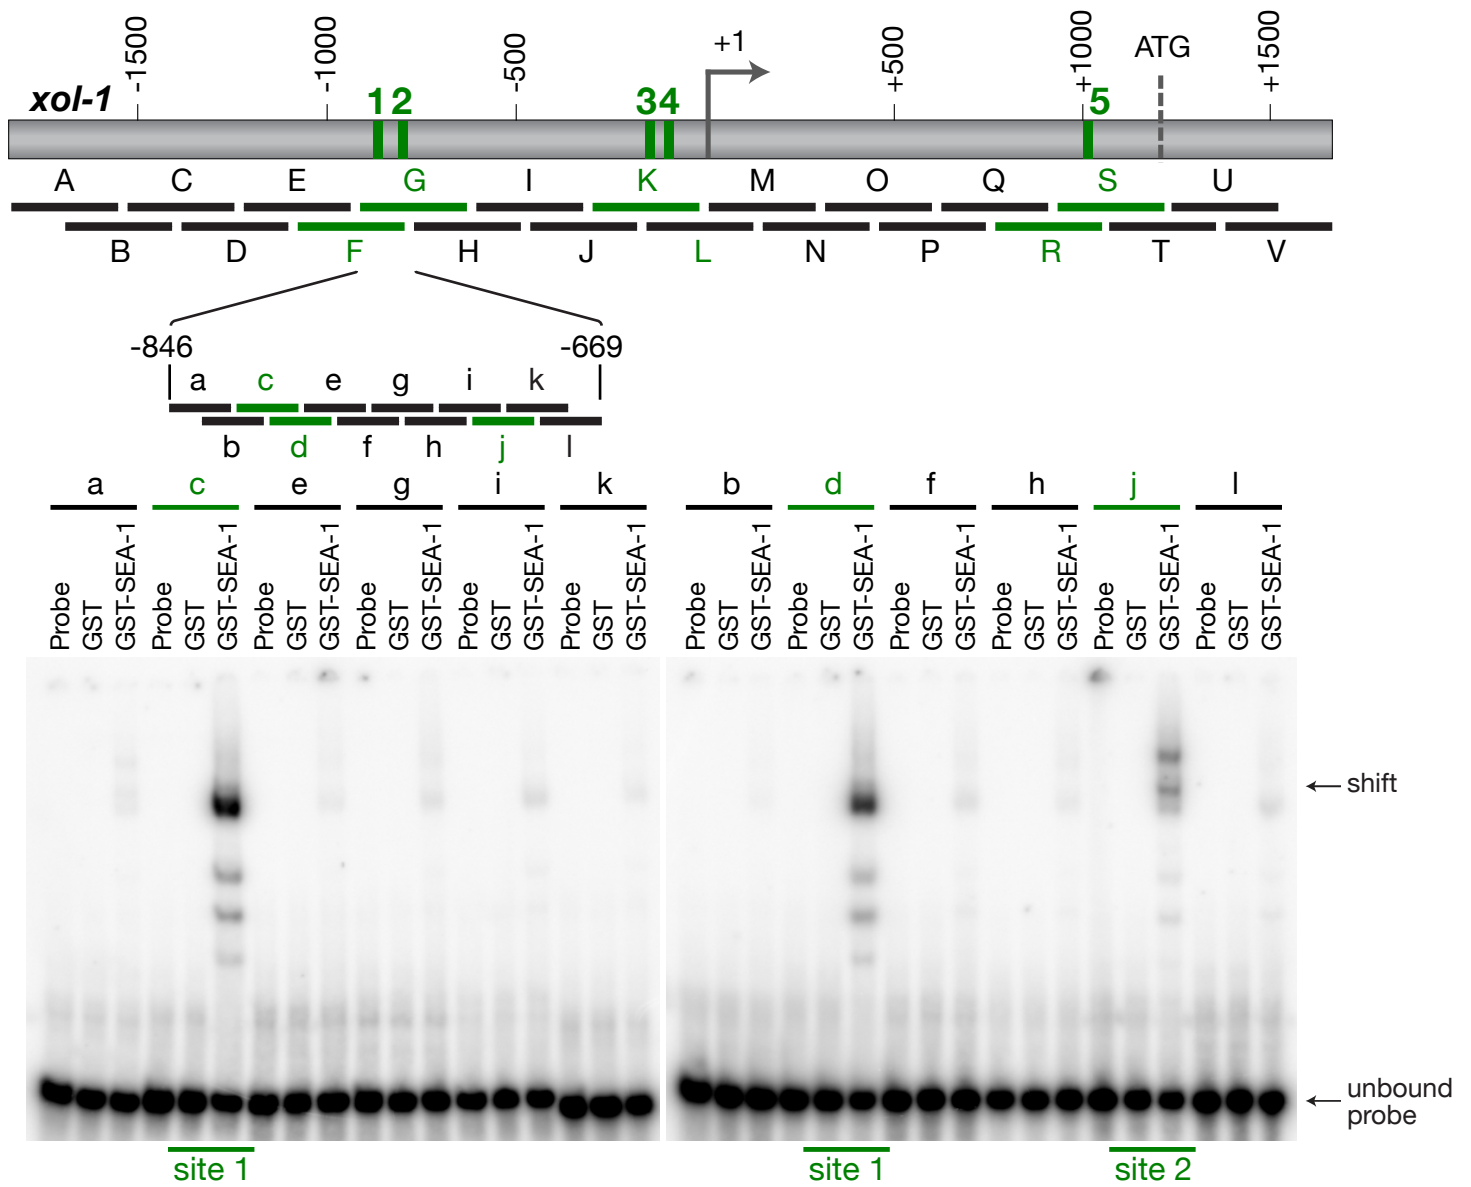 -1500
-1000
-500
+1
+500
+1000
ATG
+1500
xol-1
1 2
3 4
5
A C E G I K M O Q S U
B D F H J L N P R T V
-846
-669
a c e g i k
b d f h j l
a c e g i k b d f h j l
Probe GST GST-SEA-1 Probe GST GST-SEA-1 Probe GST GST-SEA-1 Probe GST GST-SEA-1 Probe GST GST-SEA-1 Probe GST GST-SEA-1 Probe GST GST-SEA-1 Probe GST GST-SEA-1 Probe GST GST-SEA-1 Probe GST GST-SEA-1 Probe GST GST-SEA-1 Probe GST GST-SEA-1
shift
unbound
probe
site 1
site 1
site 2